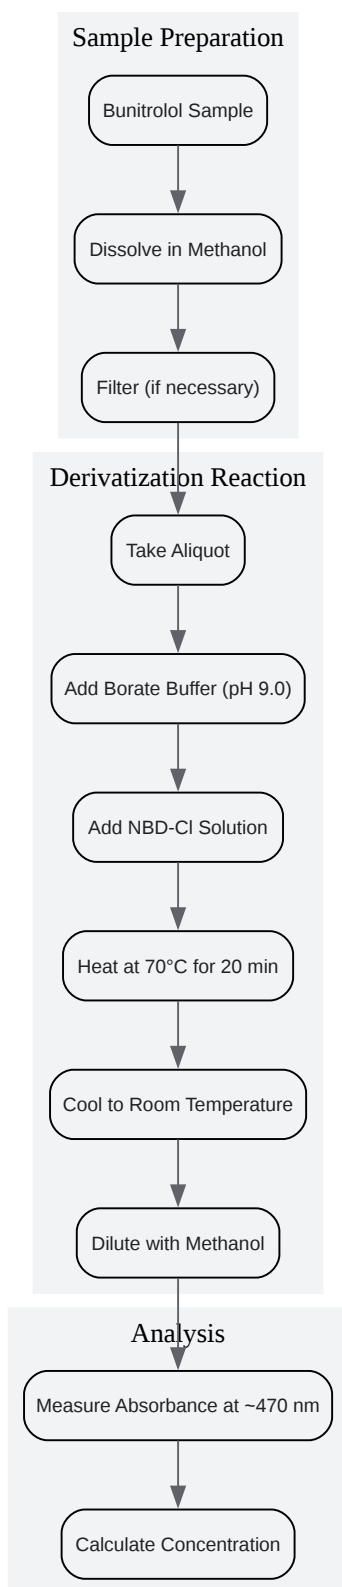 Sample Preparation
Bunitrolol Sample
Dissolve in Methanol
Filter (if necessary)
Derivatization Reaction
Take Aliquot
Add Borate Buffer (pH 9.0)
Add NBD-Cl Solution
Heat at 70°C for 20 min
Cool to Room Temperature
Dilute with Methanol
Analysis
Measure Absorbance at ~470 nm
Calculate Concentration